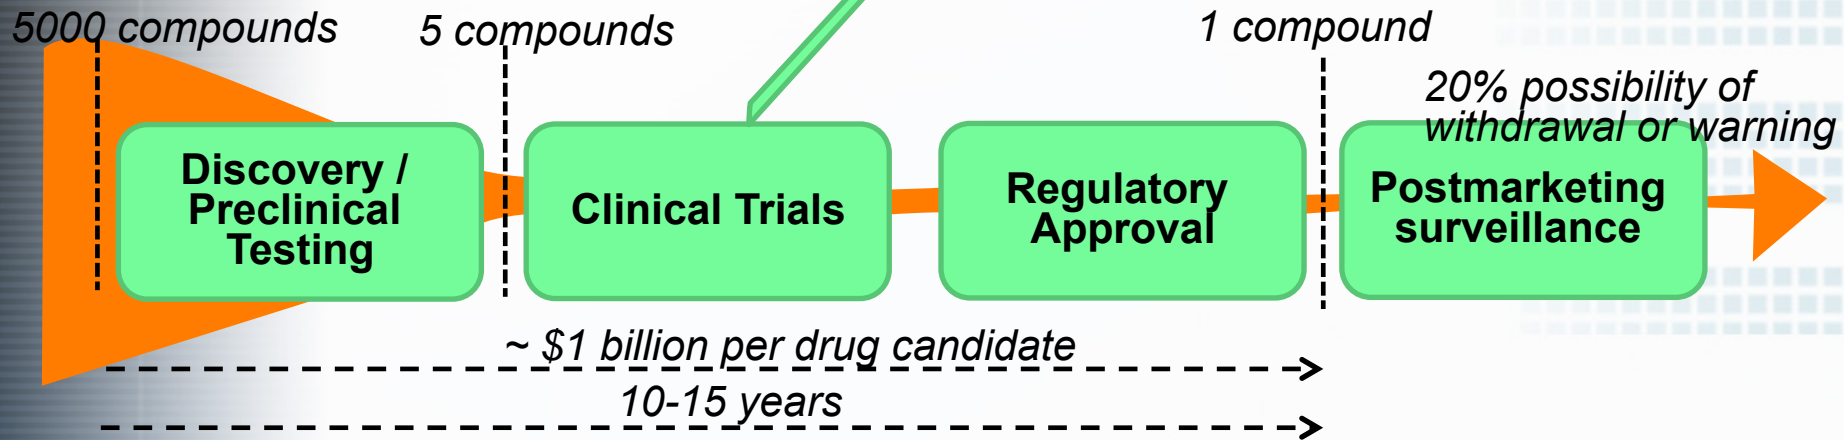 5000 compounds
5 compounds
1 compound
20% possibility of
withdrawal or warning
Discovery /
Preclinical
Testing
Clinical Trials
Regulatory
Approval
Postmarketing
surveillance
~ $1 billion per drug candidate
10-15 years